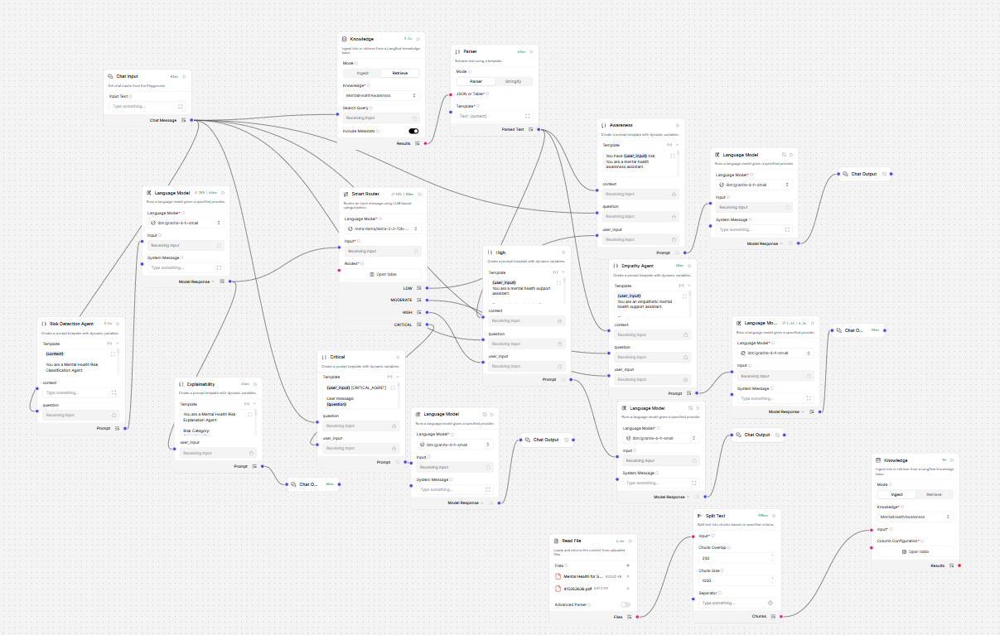 Chat Input
Get chat inputs from the Playground.
Input Text
Type something...
Chat Message
Knowledge
Ingest into or retrieve from a Langflow knowledge
base.
Mode
Ingest
Retrieve
Knowledge*
MentalHealthAwareness
Search Query
Receiving input
Include Metadata
Results
Parser
Extracts text using a template.
Mode
Parser
Stringify
JSON or Table*
Template*
Text: {content}
Parsed Text
Awareness
Create a prompt template with dynamic variables.
Template
You have {user_input} risk
You are a mental health
awareness assistant.
context
Receiving input
question
Receiving input
user_input
Receiving input
Prompt
Language Model
Runs a language model given a specified provider.
Language Model*
ibm/granite-4-h-small
Input
Receiving input
System Message
Type something...
Model Response
Chat Output
Language Model
Runs a language model given a specified provider.
Language Model*
ibm/granite-4-h-small
Input
Receiving input
System Message
Type something...
Model Response
Smart Router
Routes an input message using LLM-based
categorization.
Language Model*
meta-llama/llama-3-3-70b-...
Input*
Receiving input
Routes*
Open table
LOW
MODERATE
HIGH
CRITICAL
High
Create a prompt template with dynamic variables.
Template
{user_input}
You are a mental health support
assistant.
context
Receiving input
question
Receiving input
user_input
Receiving input
Prompt
Empathy Agent
Create a prompt template with dynamic variables.
Template
{user_input}
You are an empathetic mental
health support assistant.
context
Receiving input
question
Receiving input
user_input
Receiving input
Prompt
Language Mo...
Runs a language model given a specified provider.
Language Model*
ibm/granite-4-h-small
Input
Receiving input
System Message
Type something...
Model Response
Chat O...
Risk Detection Agent
Create a prompt template with dynamic variables.
Template
{context}
You are a Mental Health Risk
Classification Agent.
context
Type something...
question
Receiving input
Prompt
Explainability
Create a prompt template with dynamic variables.
Template
You are a Mental Health Risk
Explanation Agent.
Risk Category:
user_input
Receiving input
Prompt
Chat O...
Critical
Create a prompt template with dynamic variables.
Template
{user_input} [CRITICAL_AGENT]
User message:
{question}
question
Receiving input
user_input
Receiving input
Prompt
Language Model
Runs a language model given a specified provider.
Language Model*
ibm/granite-4-h-small
Input
Receiving input
System Message
Type something...
Model Response
Chat Output
Language Model
Runs a language model given a specified provider.
Language Model*
ibm/granite-4-h-small
Input
Receiving input
System Message
Type something...
Model Response
Chat Output
Read File
Loads and returns the content from uploaded
files.
Files
Mental Health for S...
415263636.pdf
Advanced Parser
Files
Split Text
Split text into chunks based on specified criteria.
Input*
Chunk Overlap
200
Chunk Size
1000
Separator
Type something...
Chunks
Knowledge
Ingest into or retrieve from a Langflow knowledge
base.
Mode
Ingest
Retrieve
Knowledge*
MentalHealthAwareness
Input*
Column Configuration*
Open table
Results